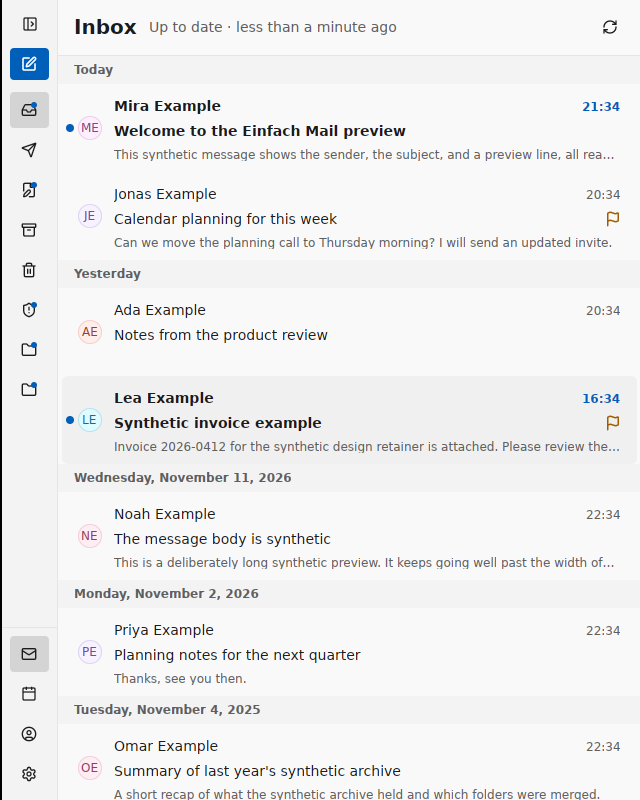 Inbox Up to date · less than a minute ago
Today
Mira Example 21:34
ME
Welcome to the Einfach Mail preview
This synthetic message shows the sender, the subject, and a preview line, all rea…
Jonas Example 20:34
JE
Calendar planning for this week
Can we move the planning call to Thursday morning? I will send an updated invite.
Yesterday
Ada Example 20:34
AE
Notes from the product review
Lea Example 16:34
LE
Synthetic invoice example
Invoice 2026-0412 for the synthetic design retainer is attached. Please review the…
Wednesday, November 11, 2026
Noah Example 22:34
NE
The message body is synthetic
This is a deliberately long synthetic preview. It keeps going well past the width of…
Monday, November 2, 2026
Priya Example 22:34
PE
Planning notes for the next quarter
Thanks, see you then.
Tuesday, November 4, 2025
Omar Example 22:34
OE
Summary of last year's synthetic archive
A short recap of what the synthetic archive held and which folders were merged.